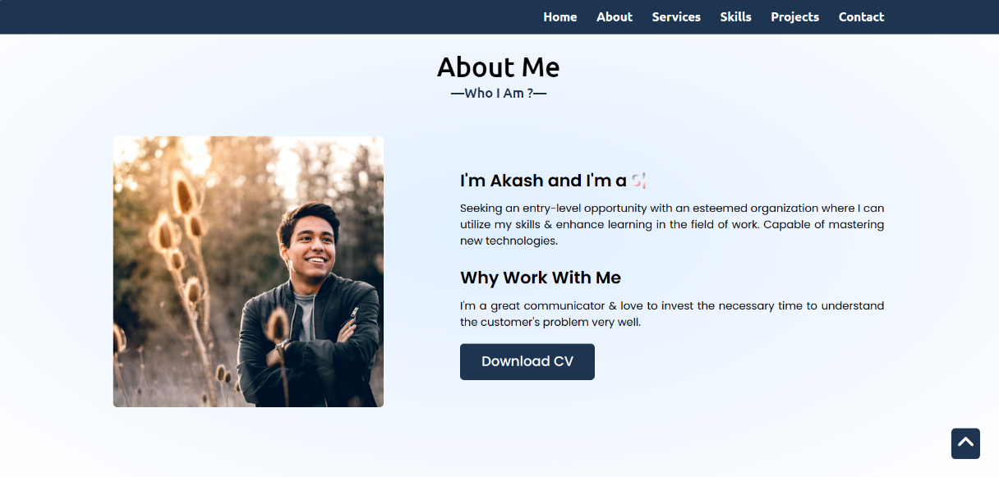 Home About Services Skills Projects Contact
About Me
—Who I Am ?—
I'm Akash and I'm a
Seeking an entry-level opportunity with an esteemed organization where I can
utilize my skills & enhance learning in the field of work. Capable of mastering
new technologies.
Why Work With Me
I'm a great communicator & love to invest the necessary time to understand
the customer's problem very well.
Download CV